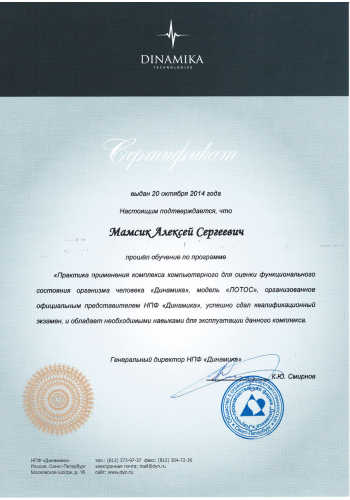 DINAMIKA
TECHNOLOGIES
Сертификат
выдан 20 октября 2014 года
Настоящим подтверждается, что
Мамсик Алексей Сергеевич
прошёл обучение по программе
«Практика применения комплекса компьютерного для оценки функционального
состояния организма человека «Динамика», модель «ЛОТОС», организованное
официальным представителем НПФ «Динамика», успешно сдал квалификационный
экзамен, и обладает необходимыми навыками для эксплуатации данного комплекса.
Генеральный директор НПФ «Динамика»
К.Ю. Смирнов
НПФ «Динамика»
Россия, Санкт-Петербург
Московское шоссе, д. 16
тел.: (812) 373-97-37 факс: (812) 364-72-36
электронная почта: mail@dyn.ru
сайт: www.dyn.ru